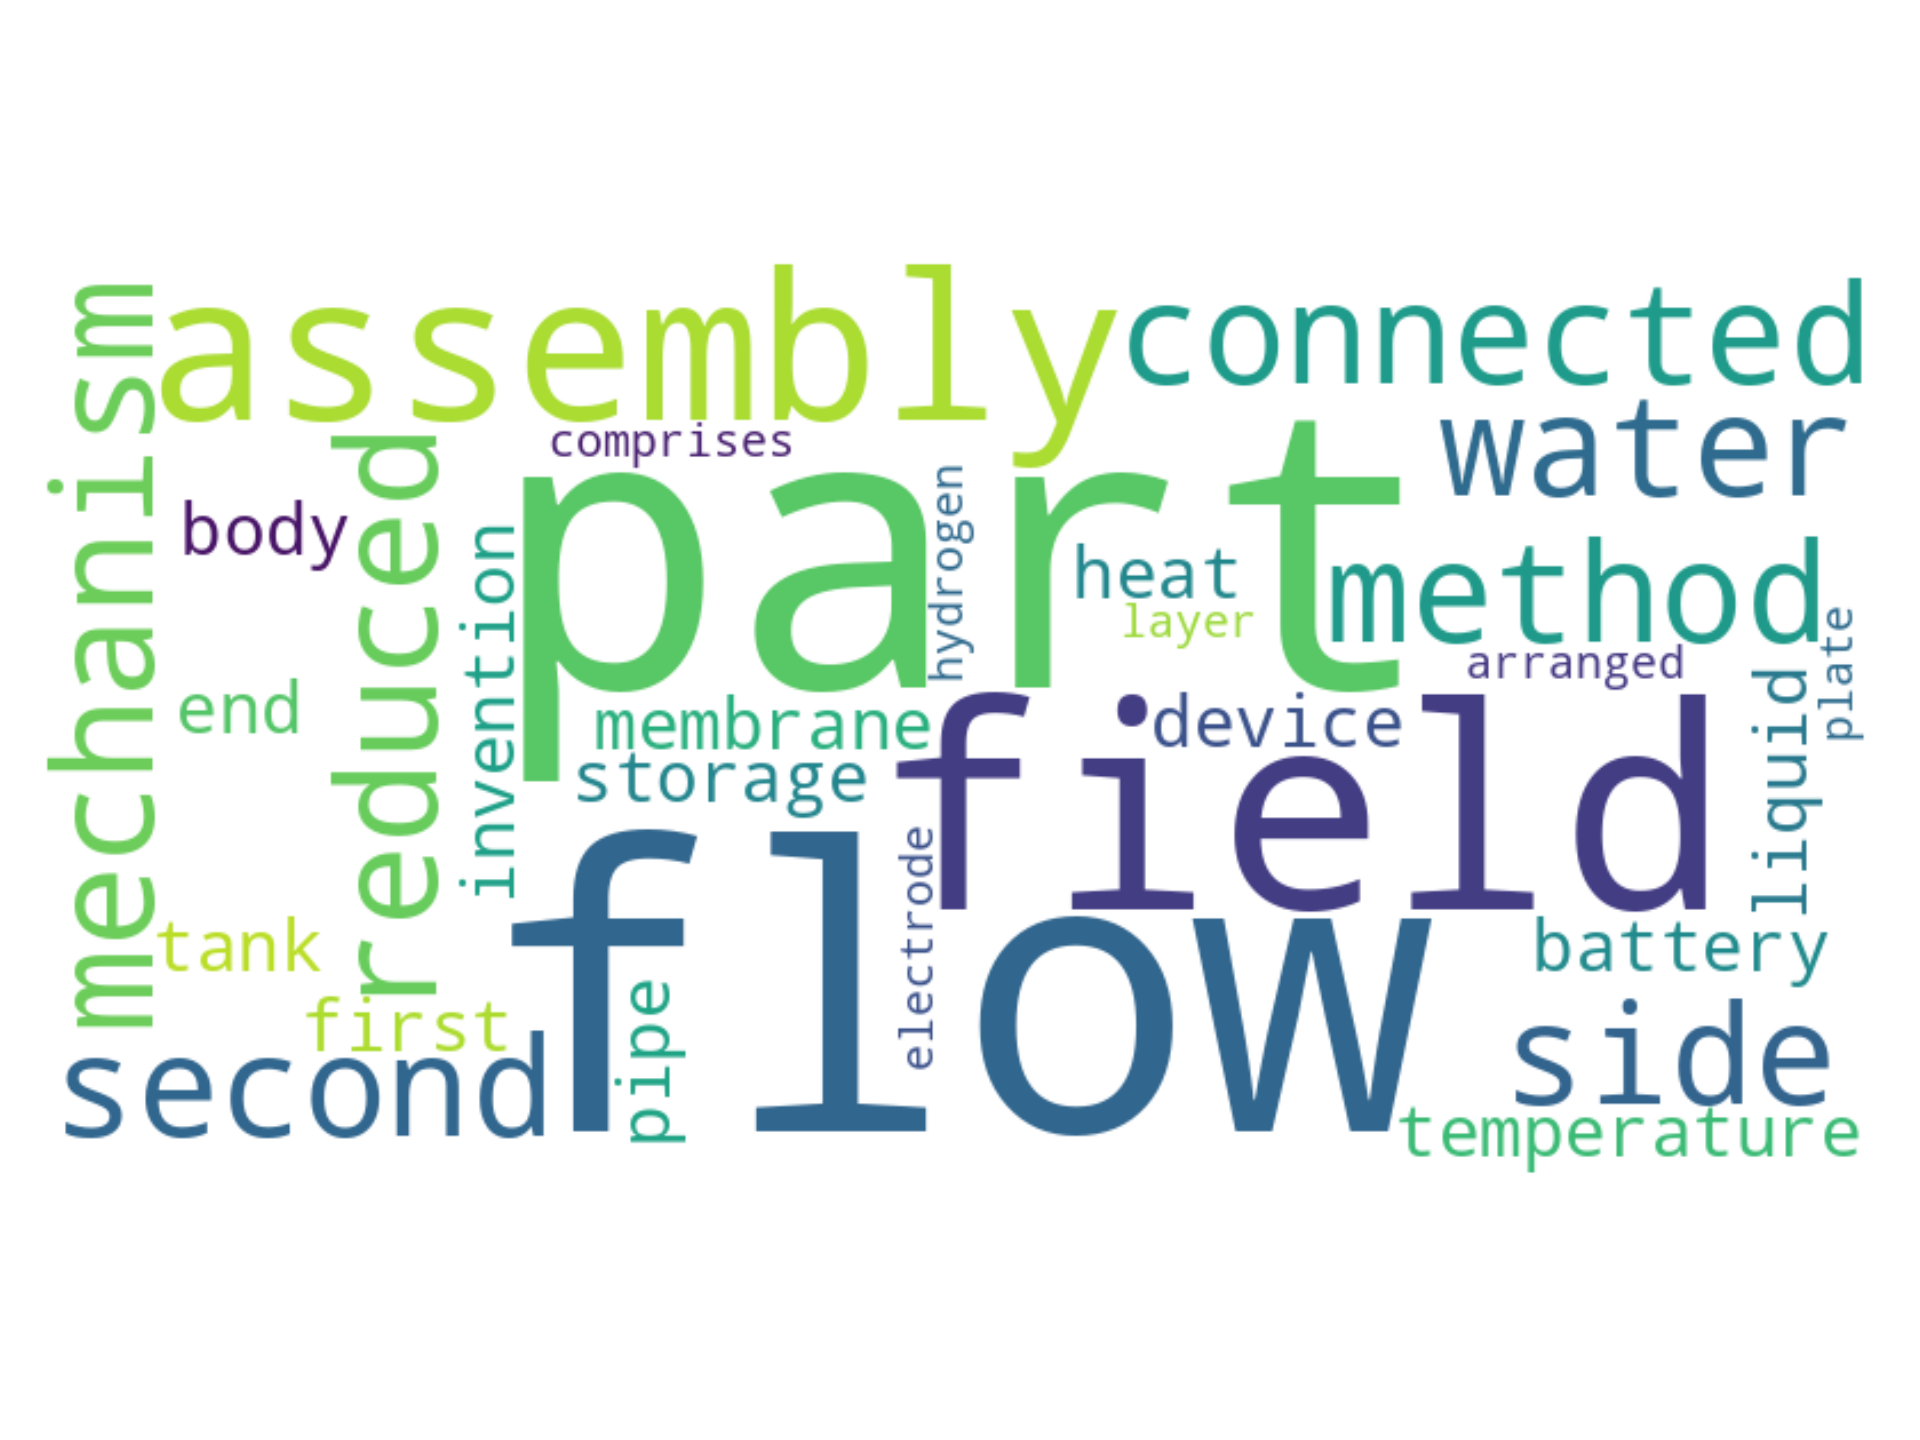 mechanism
assembly
connected
comprises
water
reduced
body
part
hydrogen
invention
heat
method
layer
plate
arranged
end
membrane
device
liquid
storage
field
electrode
flow
tank
battery
first
pipe
side
second
temperature